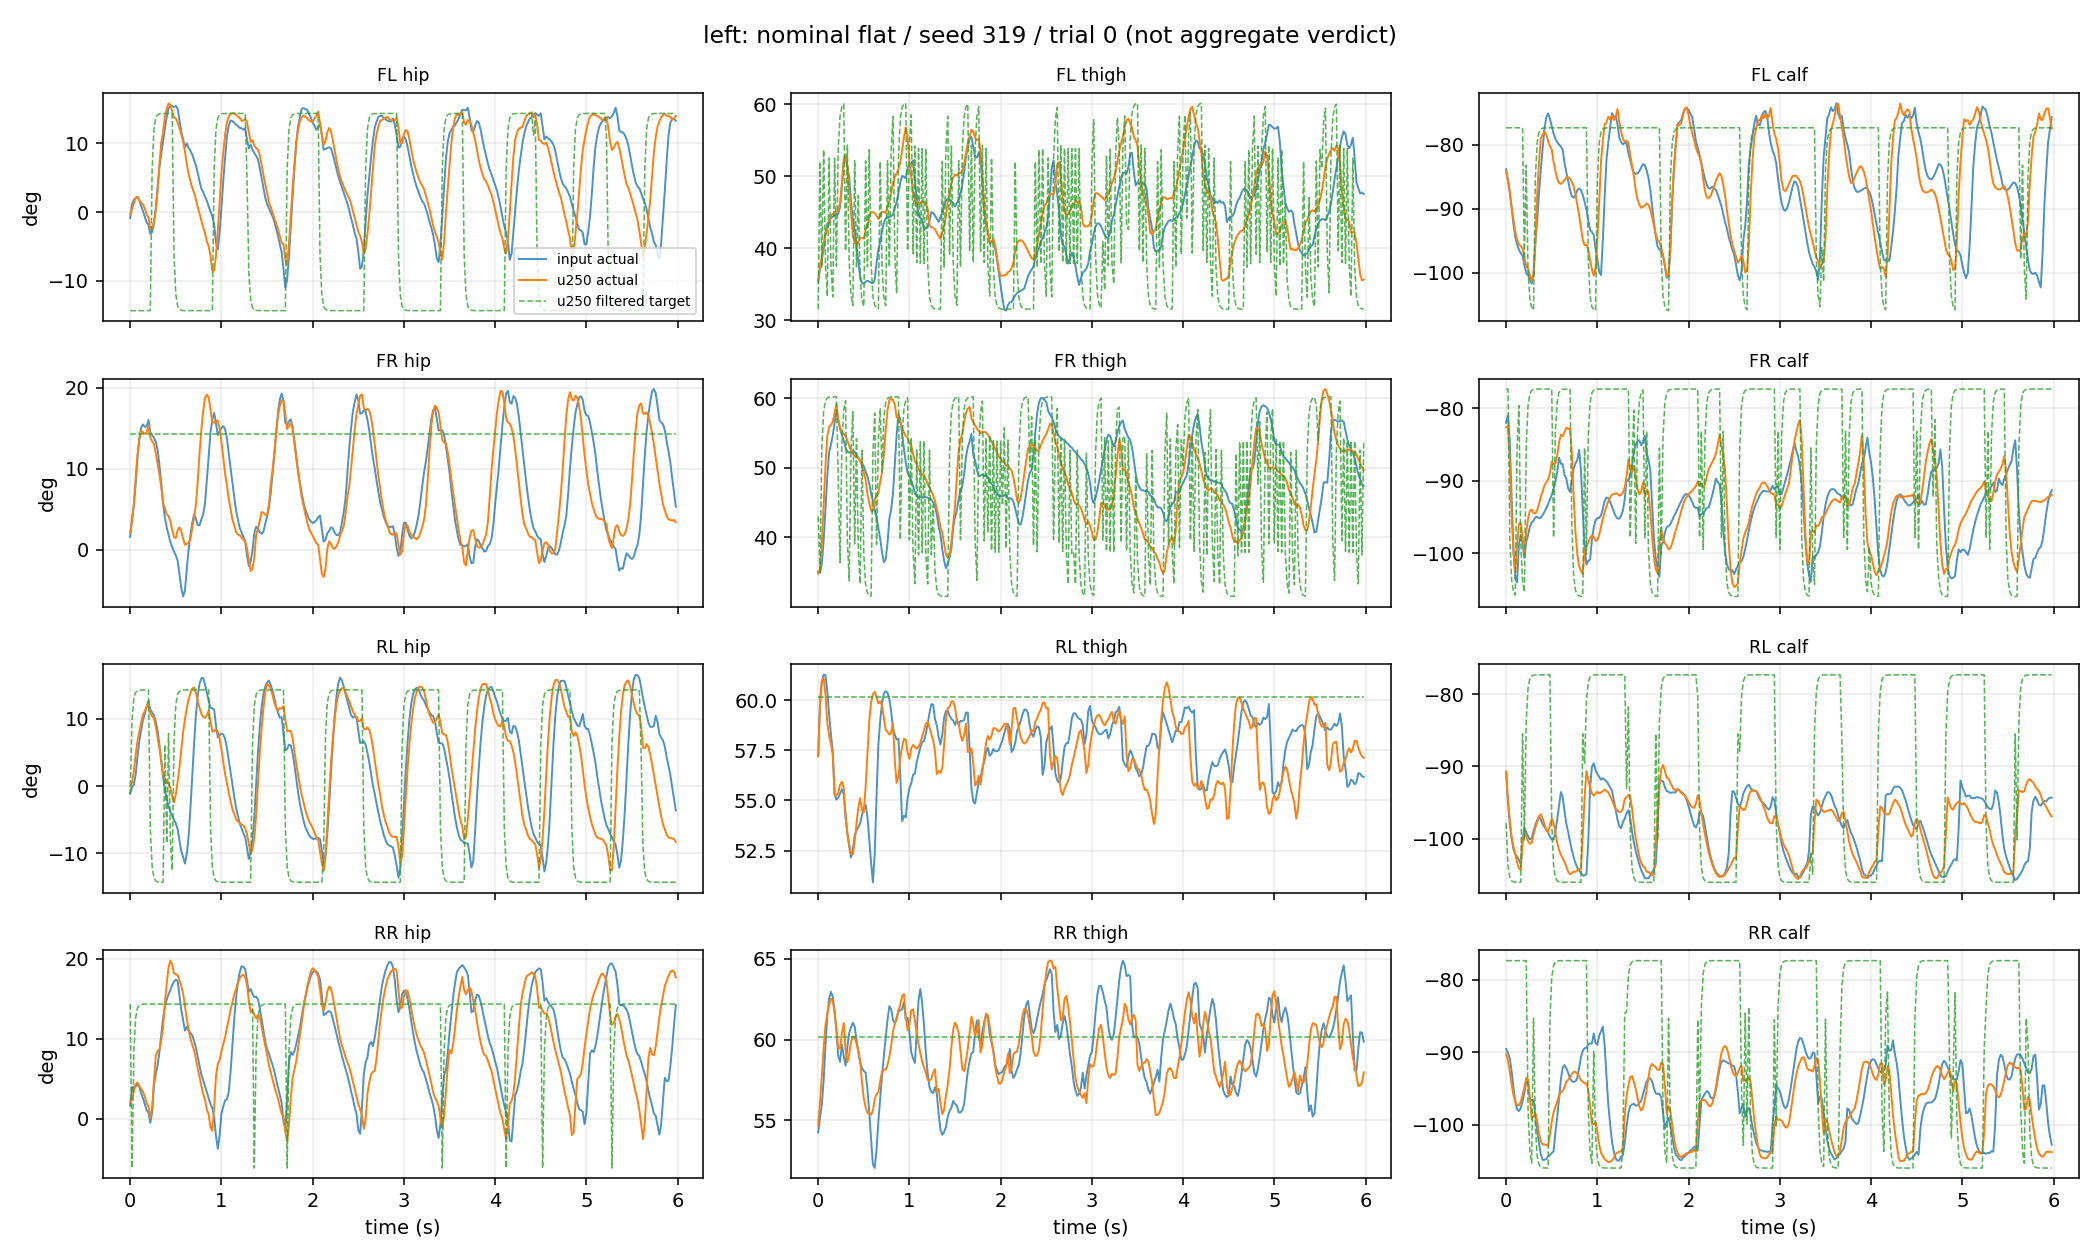 left: nominal flat / seed 319 / trial 0 (not aggregate verdict)
FL hip
FL thigh
FL calf
10
0
−10
deg
input actual
u250 actual
u250 filtered target
60
50
40
30
−80
−90
−100
FR hip
FR thigh
FR calf
20
10
0
deg
60
50
40
−80
−90
−100
RL hip
RL thigh
RL calf
10
0
−10
deg
60.0
57.5
55.0
52.5
−80
−90
−100
RR hip
RR thigh
RR calf
20
10
0
deg
65
60
55
−80
−90
−100
0 1 2 3 4 5 6
0 1 2 3 4 5 6
0 1 2 3 4 5 6
time (s)
time (s)
time (s)